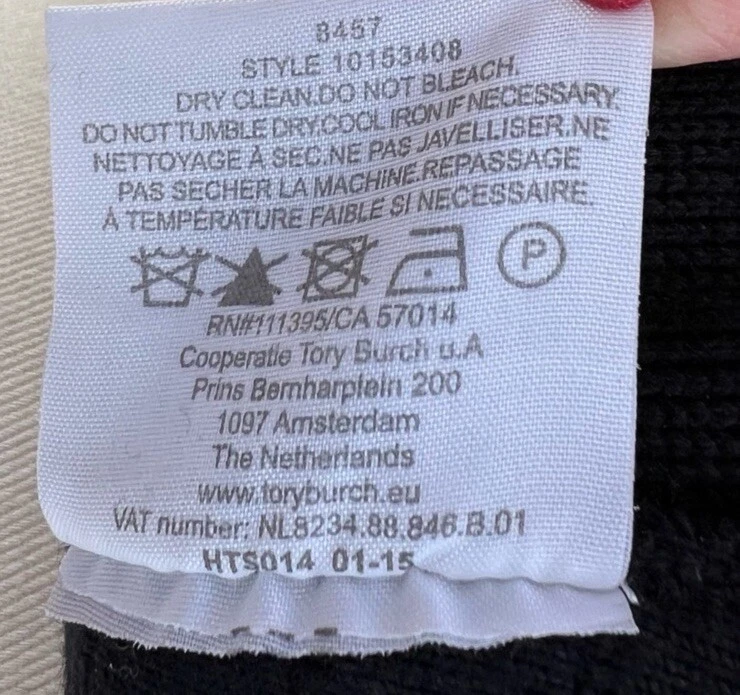 8457
STYLE 10153408
DRY CLEAN.DO NOT BLEACH.
DO NOT TUMBLE DRY.COOL IRON IF NECESSARY.
NETTOYAGE À SEC.NE PAS JAVELLISER.NE
PAS SECHER LA MACHINE.REPASSAGE
À TEMPÉRATURE FAIBLE SI NECESSAIRE.
P
RN#111395/CA 57014
Cooperatie Tory Burch u.A
Prins Bernharplein 200
1097 Amsterdam
The Netherlands
www.toryburch.eu
VAT number: NL8234.88.846.B.01
HTS014 01-15